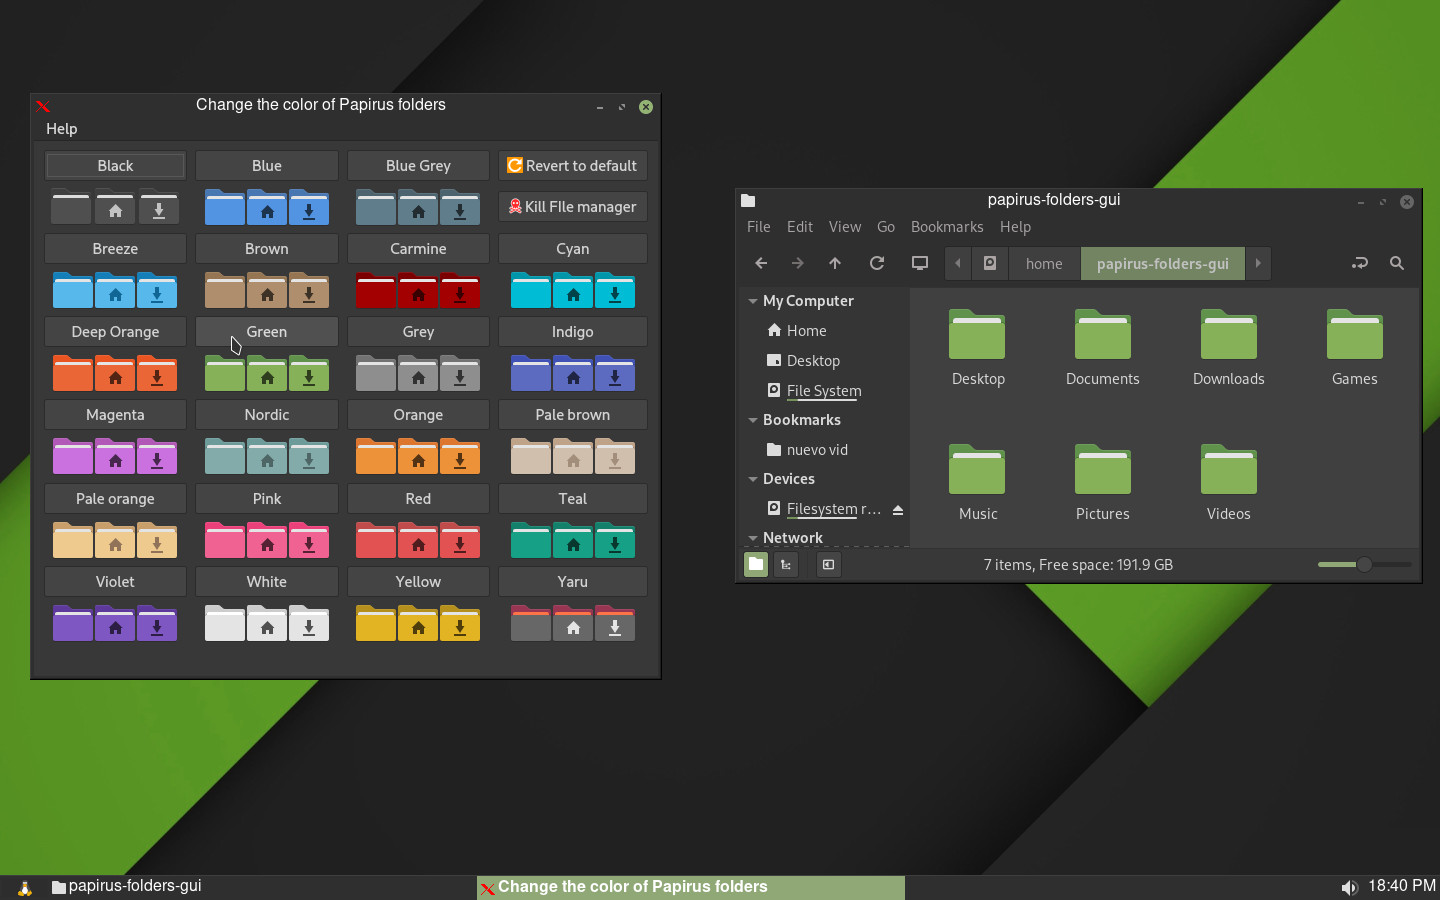 Change the color of Papirus folders
Help
Black
Blue
Blue Grey
Revert to default
Kill FIle manager
Breeze
Brown
Carmine
Cyan
Deep Orange
Green
Grey
Indigo
Magenta
Nordic
Orange
Pale brown
Pale orange
Pink
Red
Teal
Violet
White
Yellow
Yaru
papirus-folders-gui
File Edit View Go Bookmarks Help
home
papirus-folders-gui
My Computer
Home
Desktop
File System
Bookmarks
nuevo vid
Devices
Filesystem r...
Network
Desktop
Documents
Downloads
Games
Music
Pictures
Videos
7 items, Free space: 191.9 GB
papirus-folders-gui
Change the color of Papirus folders
18:40 PM